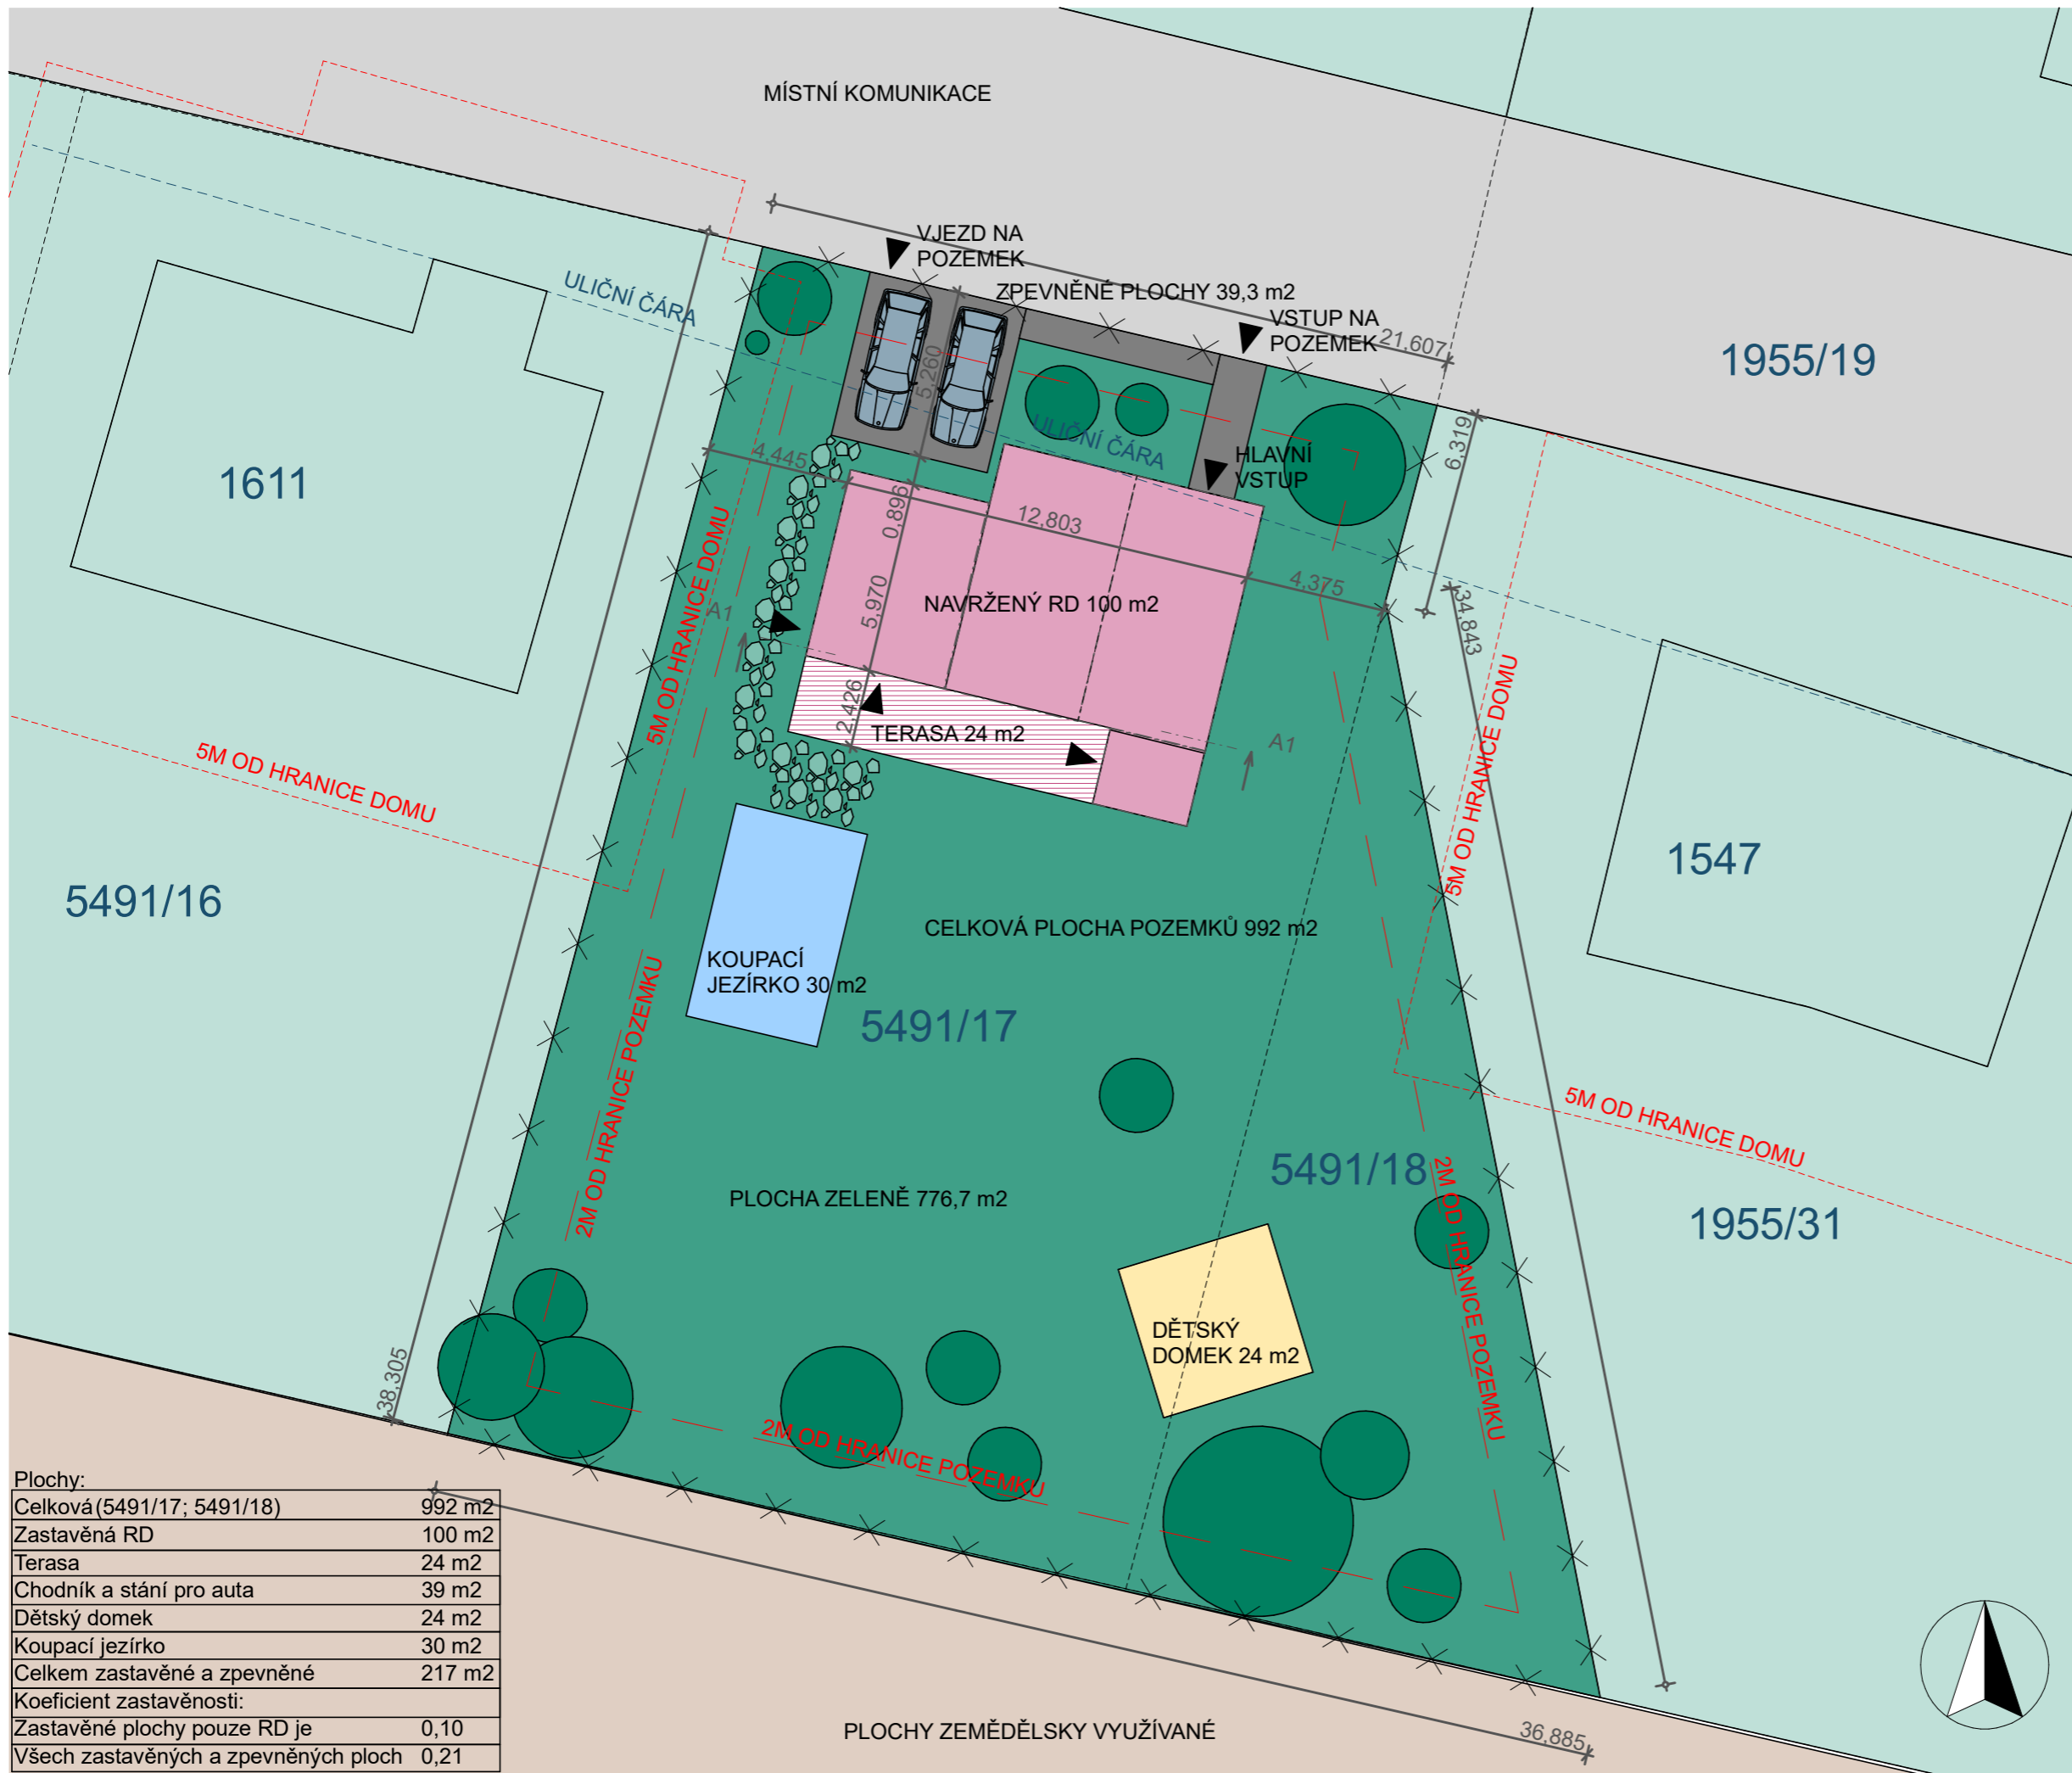 MÍSTNÍ KOMUNIKACE
VJEZD NA
POZEMEK
ULIČNÍ ČÁRA
ZPEVNĚNÉ PLOCHY 39,3 m2
VSTUP NA
POZEMEK
21,607
1955/19
5,260
6,319
ULIČNÍ ČÁRA
HLAVNÍ
VSTUP
4,445
1611
0,896
12,803
4,375
34,843
5,970
NAVRŽENÝ RD 100 m2
A1
5M OD HRANICE DOMU
2,426
TERASA 24 m2
A1
5M OD HRANICE DOMU
5M OD HRANICE DOMU
1547
5491/16
CELKOVÁ PLOCHA POZEMKŮ 992 m2
KOUPACÍ
JEZÍRKO 30 m2
5491/17
2M OD HRANICE POZEMKU
5M OD HRANICE DOMU
5491/18
PLOCHA ZELENĚ 776,7 m2
1955/31
2M OD HRANICE POZEMKU
DĚTSKÝ
DOMEK 24 m2
38,305
2M OD HRANICE POZEMKU
Plochy:
Celková(5491/17; 5491/18) 992 m2
Zastavěná RD 100 m2
Terasa 24 m2
Chodník a stání pro auta 39 m2
Dětský domek 24 m2
Koupací jezírko 30 m2
Celkem zastavěné a zpevněné 217 m2
Koeficient zastavěnosti:
Zastavěné plochy pouze RD je 0,10
Všech zastavěných a zpevněných ploch 0,21
PLOCHY ZEMĚDĚLSKY VYUŽÍVANÉ
36,885